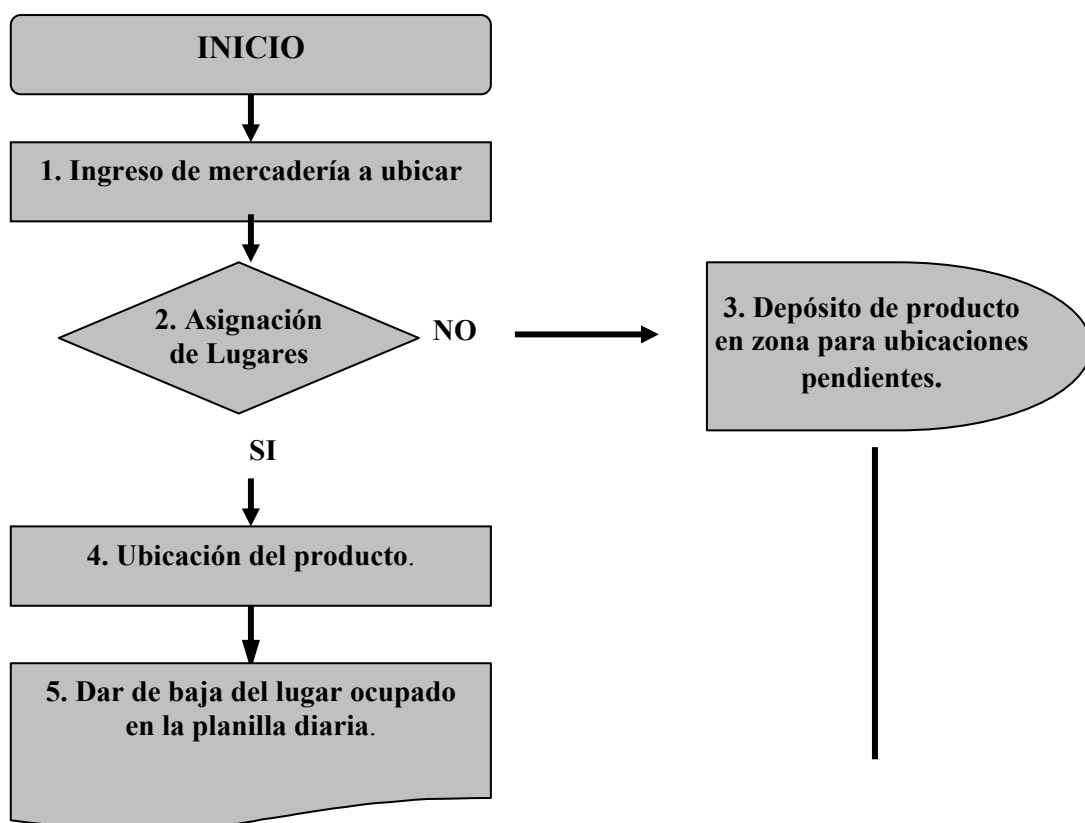 INICIO
1. Ingreso de mercadería a ubicar
2. Asignación
de Lugares
NO
3. Depósito de producto
en zona para ubicaciones
pendientes.
SI
4. Ubicación del producto.
5. Dar de baja del lugar ocupado
en la planilla diaria.